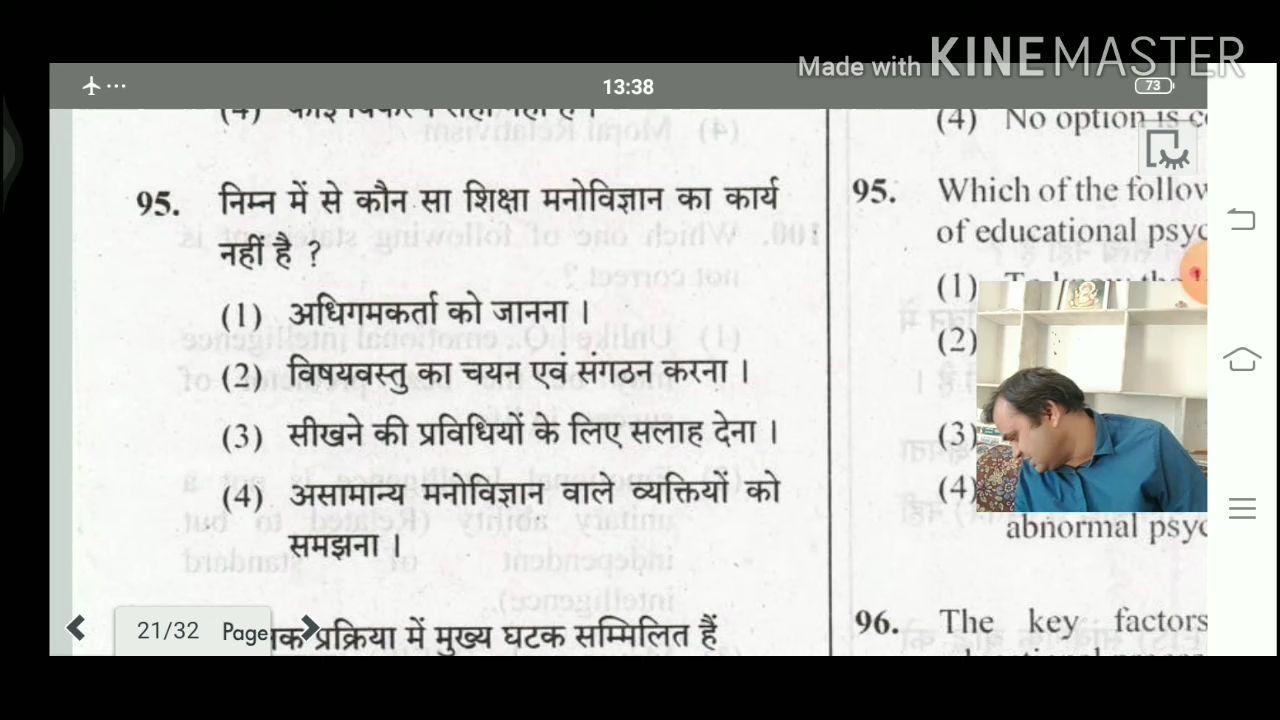 Made with KINEMASTER
13:38
73
(4) No option is
95. निम्न में से कौन सा शिक्षा मनोविज्ञान का कार्य
नहीं है ?
(1) अधिगमकर्ता को जानना ।
(2) विषयवस्तु का चयन एवं संगठन करना ।
(3) सीखने की प्रविधियों के लिए सलाह देना ।
(4) असामान्य मनोविज्ञान वाले व्यक्तियों को
समझना ।
प्रक्रिया में मुख्य घटक सम्मिलित हैं
95. Which of the follow
of educational psyc
(1)
(2)
(3)
(4)
abnormal psyc
96. The key factors
21/32 Page